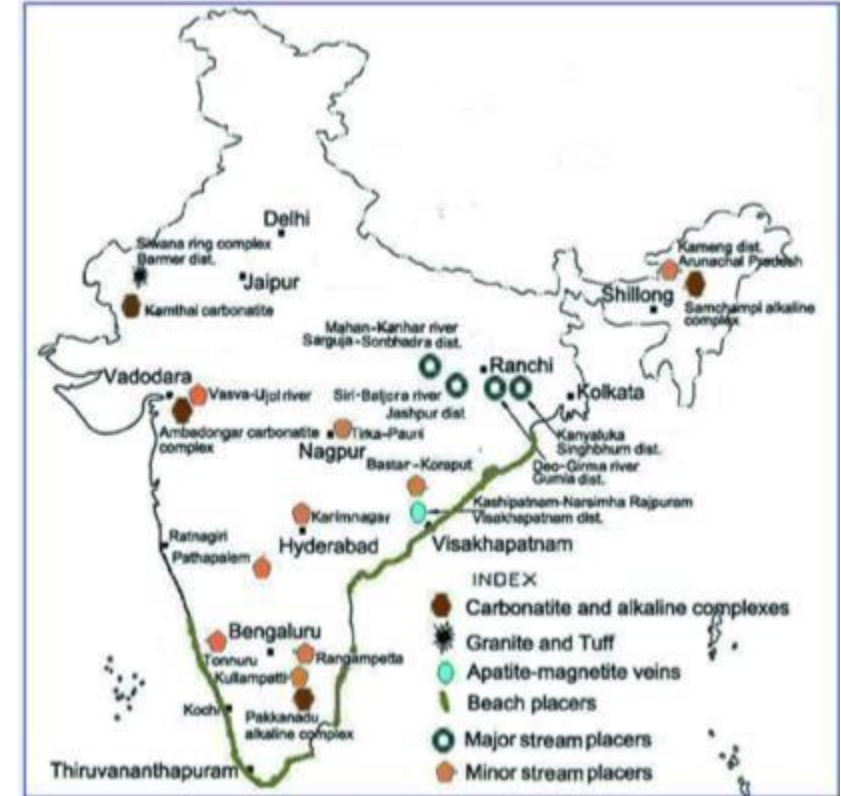 Delhi
Siwana ring complex
Barmer dist.
Jaipur
Kamthai carbonatite
Kameng dist.
Arunachal Pradesh
Shillong
Samchampi alkaline
complex
Mahan-Kanhar river
Sarguja-Sonbhadra dist.
Ranchi
Vadodara
Vasva-Ujol river
Siri-Baljora river
Jashpur dist
Kolkata
Ambadongar carbonatite
complex
Tirka-Pauni
Nagpur
Kanyaluka
Singhbhum dist.
Bastar-Koraput
Deo-Girma river
Gumla dist.
Kashipatnam-Narsimha Rajpuram
Visakhapatnam dist.
Karimnagar
Ratnagiri
Hyderabad
Visakhapatnam
Pathapalem
INDEX
Carbonatite and alkaline complexes
Granite and Tuff
Apatite-magnetite veins
Beach placers
Major stream placers
Minor stream placers
Bengaluru
Tonnuru
Rangampetta
Kullampatti
Kochi
Pakkanadu
alkaline complex
Thiruvananthapuram